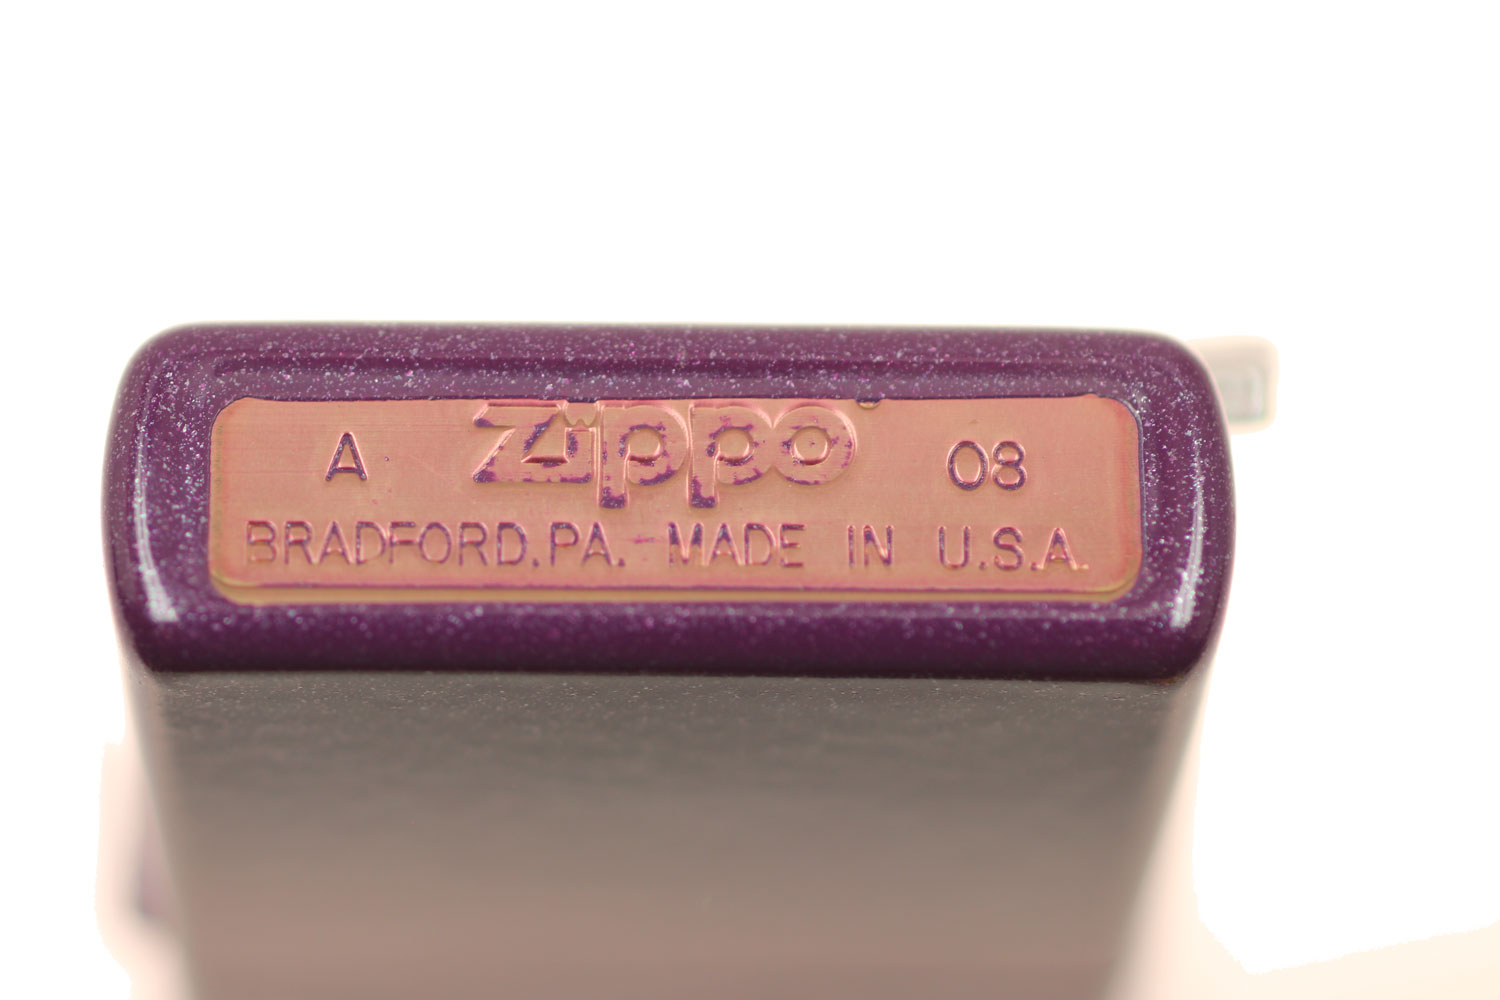 A Zippo 08
BRADFORD, PA. MADE IN U.S.A.